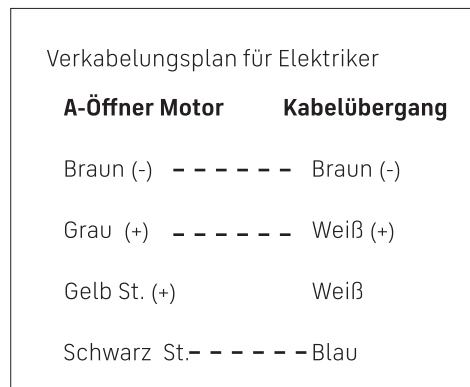 Verkabelungsplan für Elektriker
A-Öffner Motor Kabelübergang
Braun (-) – – – – – – Braun (-)
Grau (+) – – – – – – Weiß (+)
Gelb St. (+) Weiß
Schwarz St. – – – – – – Blau